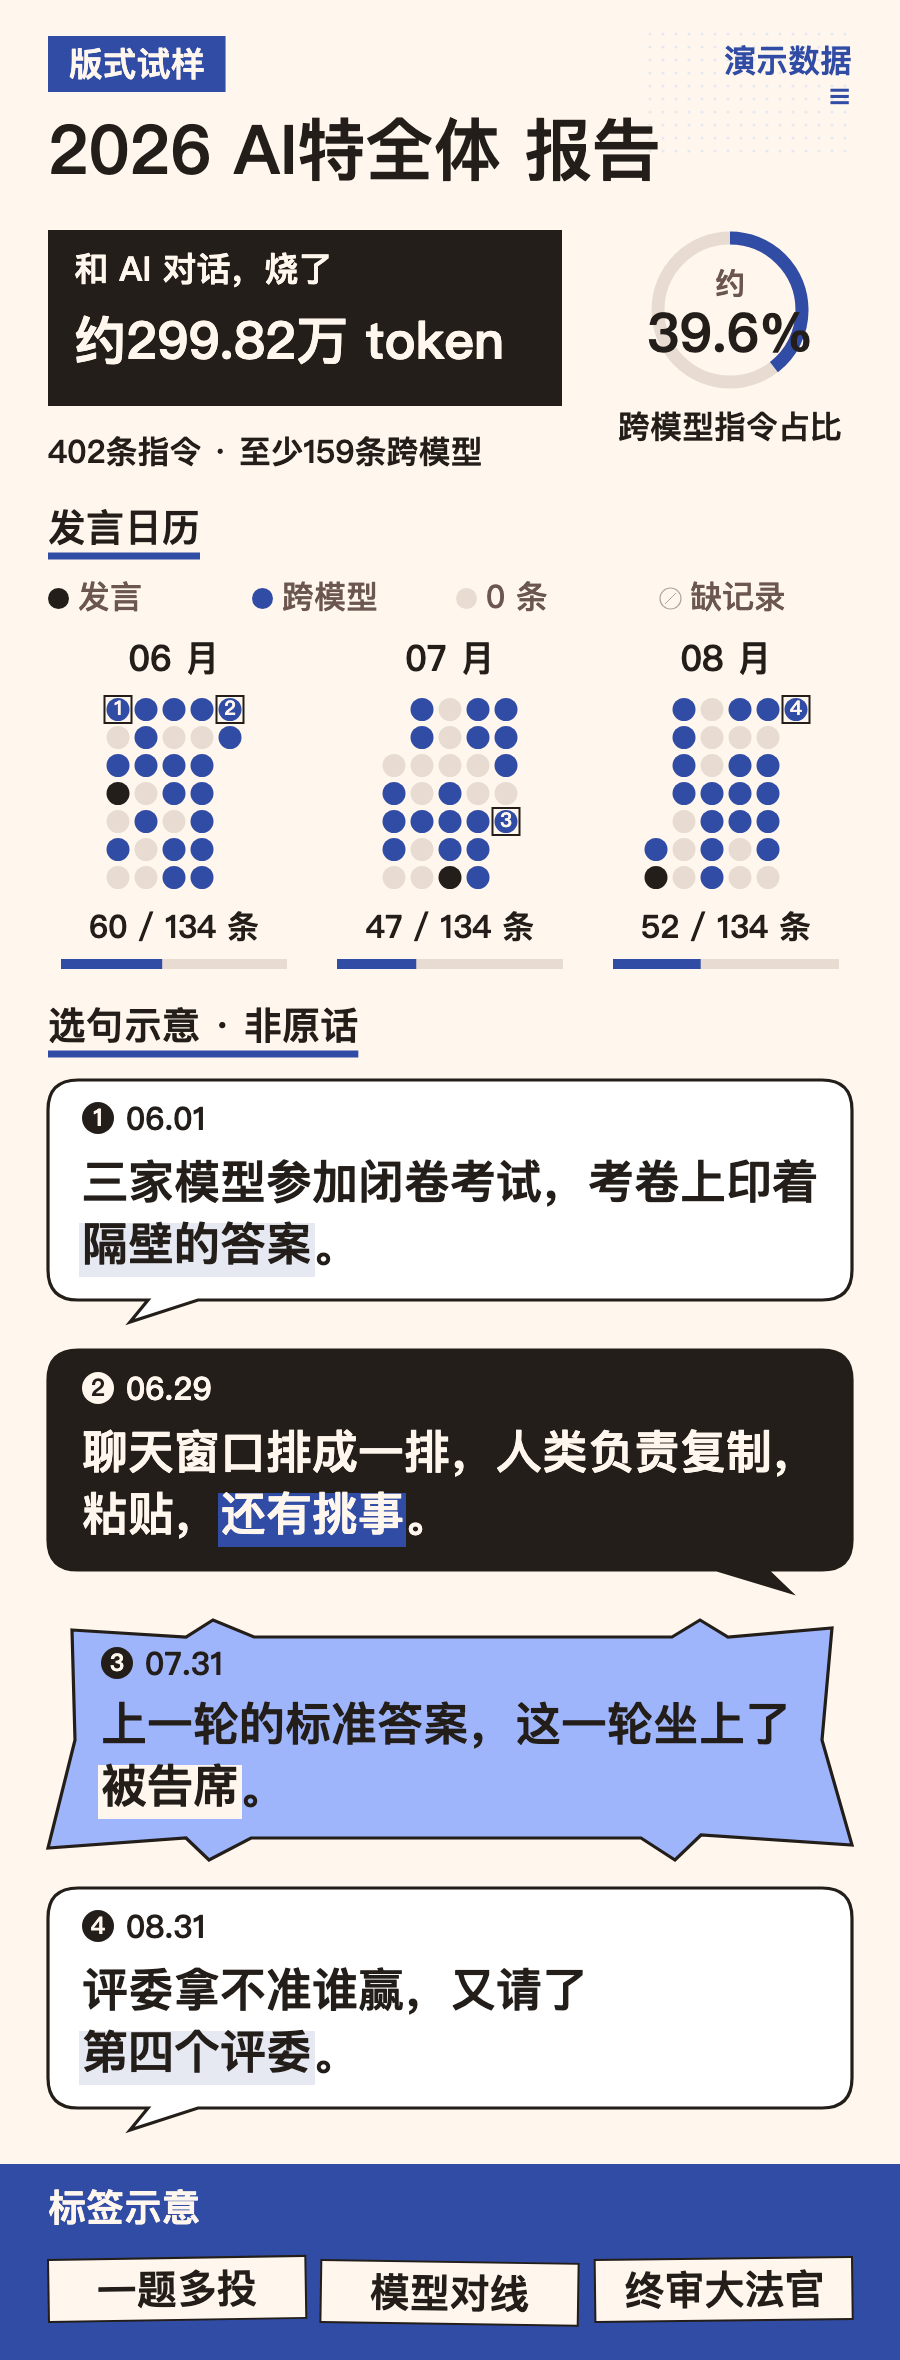 版式试样
演示数据
2026 AI特全体 报告
和 AI 对话，烧了
约299.82万 token
约
39.6%
跨模型指令占比
402条指令 · 至少159条跨模型
发言日历
发言
跨模型
0 条
缺记录
06 月
07 月
08 月
1
2
3
4
60 / 134 条
47 / 134 条
52 / 134 条
选句示意 · 非原话
1 06.01
三家模型参加闭卷考试，考卷上印着
隔壁的答案。
2 06.29
聊天窗口排成一排，人类负责复制，
粘贴，还有挑事。
3 07.31
上一轮的标准答案，这一轮坐上了
被告席。
4 08.31
评委拿不准谁赢，又请了
第四个评委。
标签示意
一题多投
模型对线
终审大法官